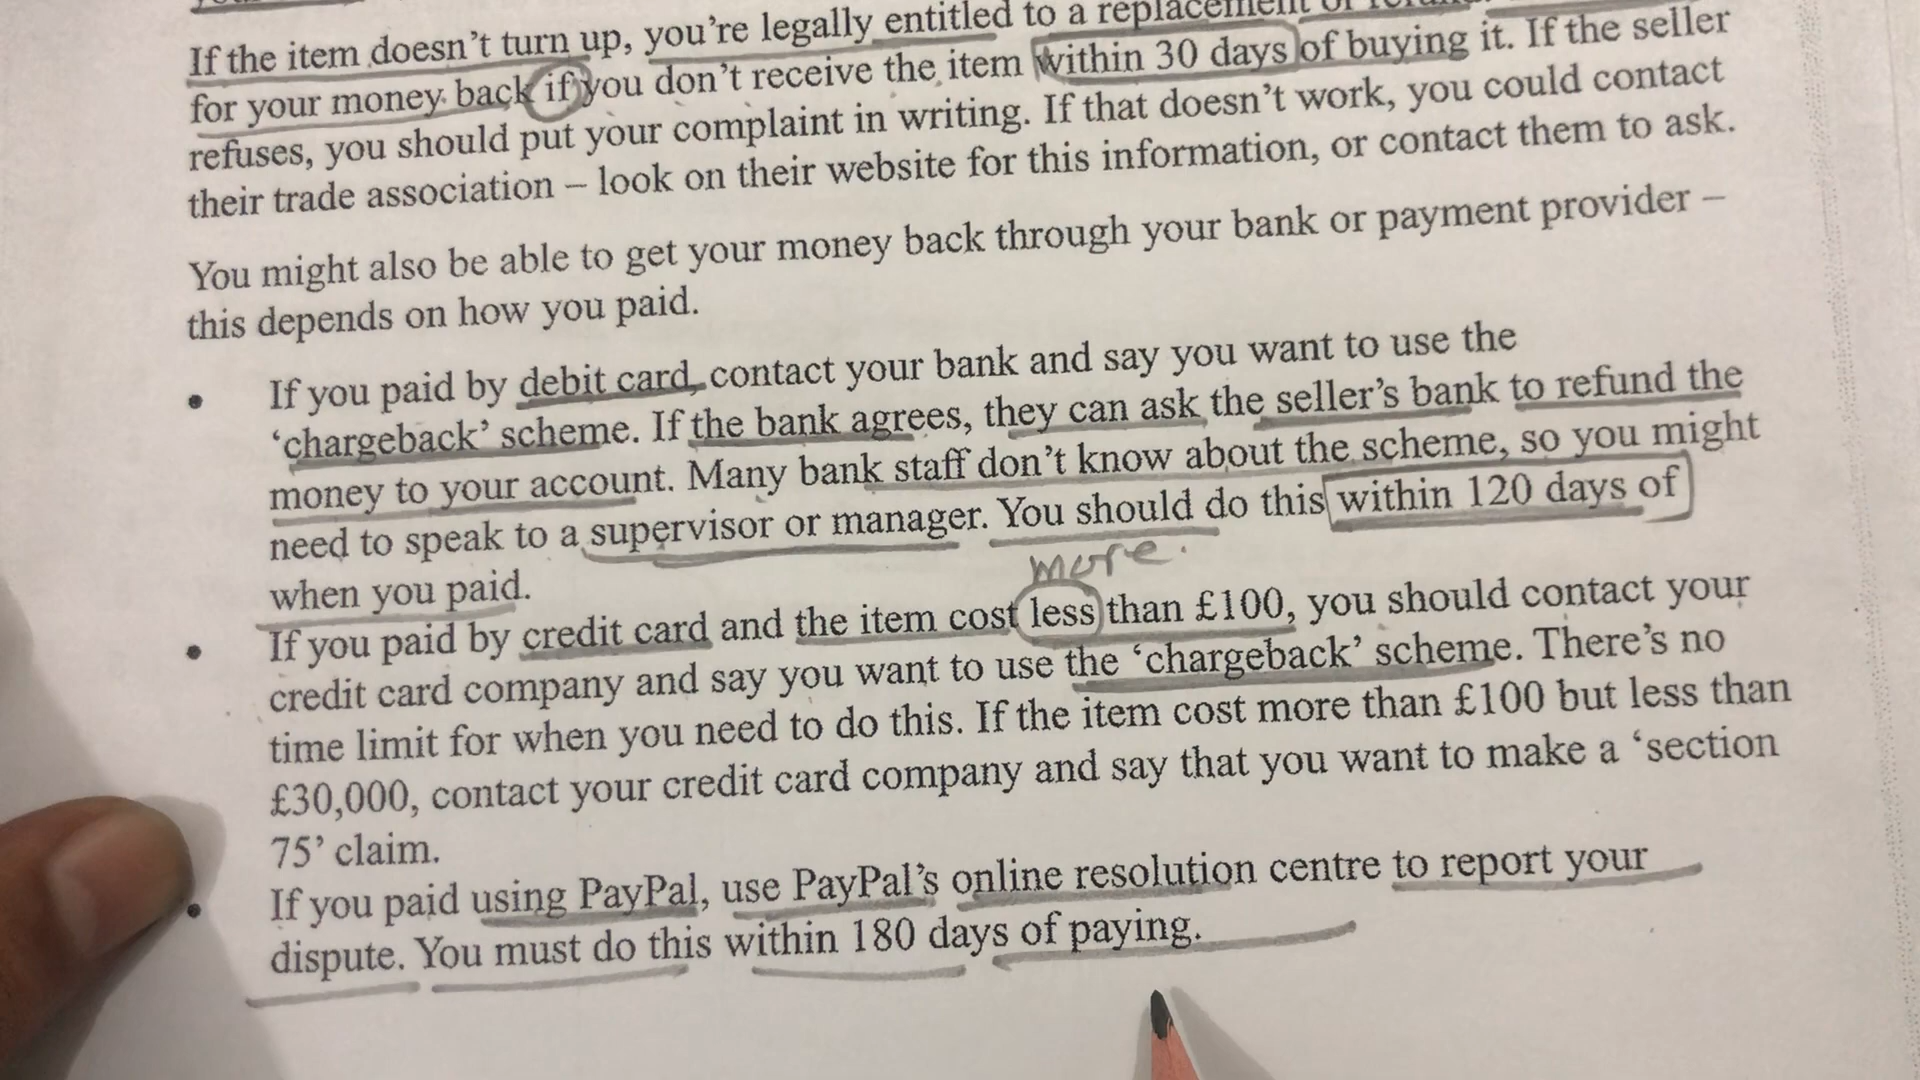 If the item doesn’t turn up, you’re legally entitled to a replacement or
for your money back if you don’t receive the item within 30 days of buying it. If the seller
refuses, you should put your complaint in writing. If that doesn’t work, you could contact
their trade association – look on their website for this information, or contact them to ask.
You might also be able to get your money back through your bank or payment provider –
this depends on how you paid.
• If you paid by debit card, contact your bank and say you want to use the
‘chargeback’ scheme. If the bank agrees, they can ask the seller’s bank to refund the
money to your account. Many bank staff don’t know about the scheme, so you might
need to speak to a supervisor or manager. You should do this within 120 days of
when you paid.
more.
• If you paid by credit card and the item cost less than £100, you should contact your
credit card company and say you want to use the ‘chargeback’ scheme. There’s no
time limit for when you need to do this. If the item cost more than £100 but less than
£30,000, contact your credit card company and say that you want to make a ‘section
75’ claim.
• If you paid using PayPal, use PayPal’s online resolution centre to report your
dispute. You must do this within 180 days of paying.